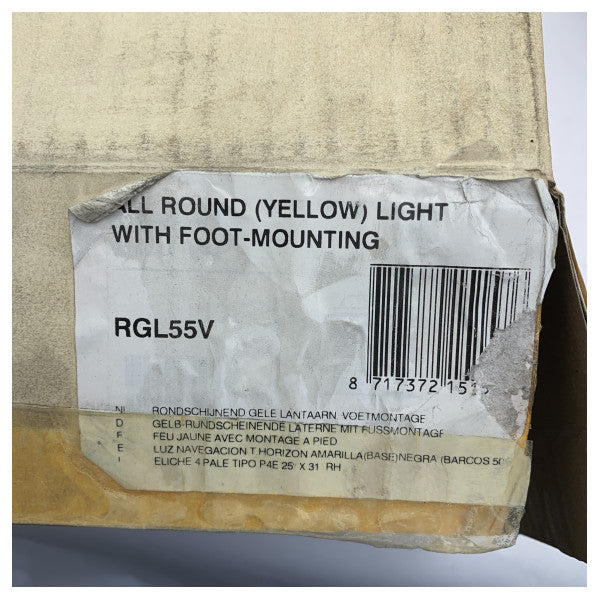 ALL ROUND (YELLOW) LIGHT
WITH FOOT-MOUNTING
RGL55V
8 717372 151
NL RONDSCHIJNEND GELE LANTAARN, VOETMONTAGE
D GELB-RUNDSCHEINENDE LATERNE MIT FUSSMONTAGE
F FEU JAUNE AVEC MONTAGE A PIED
E LUZ NAVEGACION T HORIZON AMARILLA(BASE)NEGRA (BARCOS 50
I ELICHE 4 PALE TIPO P4E 25" X 31 RH